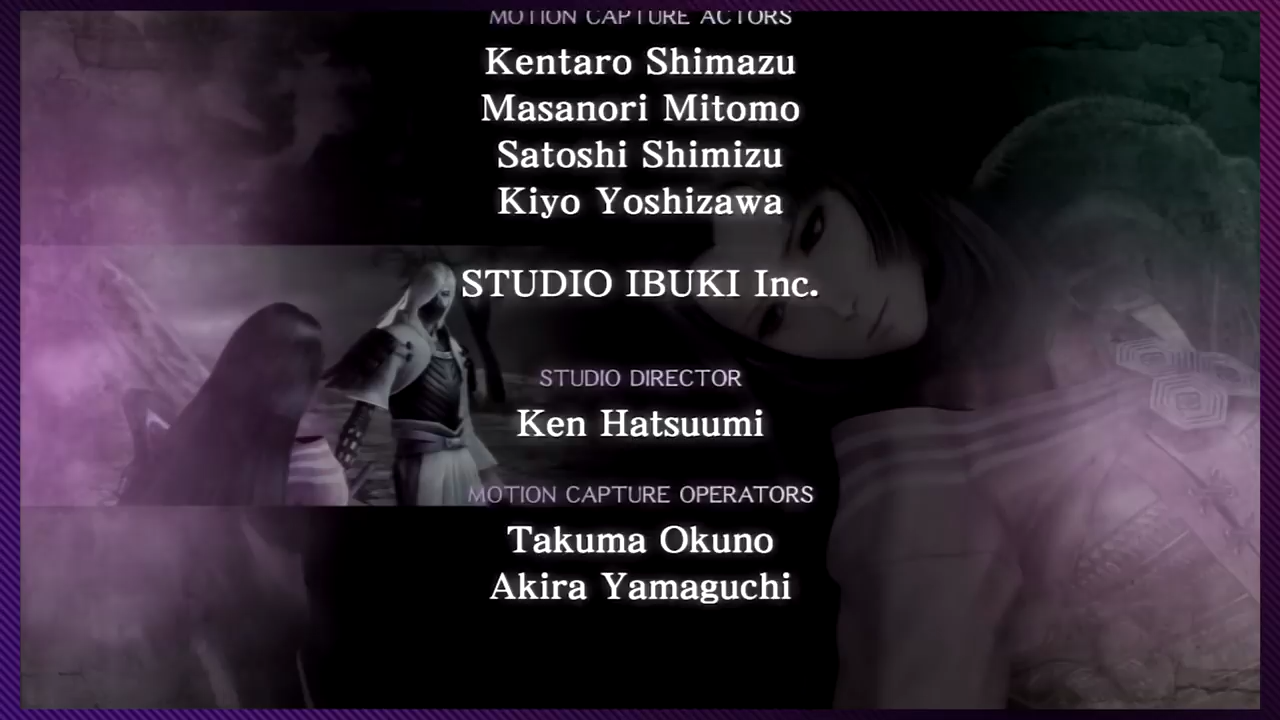 MOTION CAPTURE ACTORS
Kentaro Shimazu
Masanori Mitomo
Satoshi Shimizu
Kiyo Yoshizawa
STUDIO IBUKI Inc.
STUDIO DIRECTOR
Ken Hatsuumi
MOTION CAPTURE OPERATORS
Takuma Okuno
Akira Yamaguchi